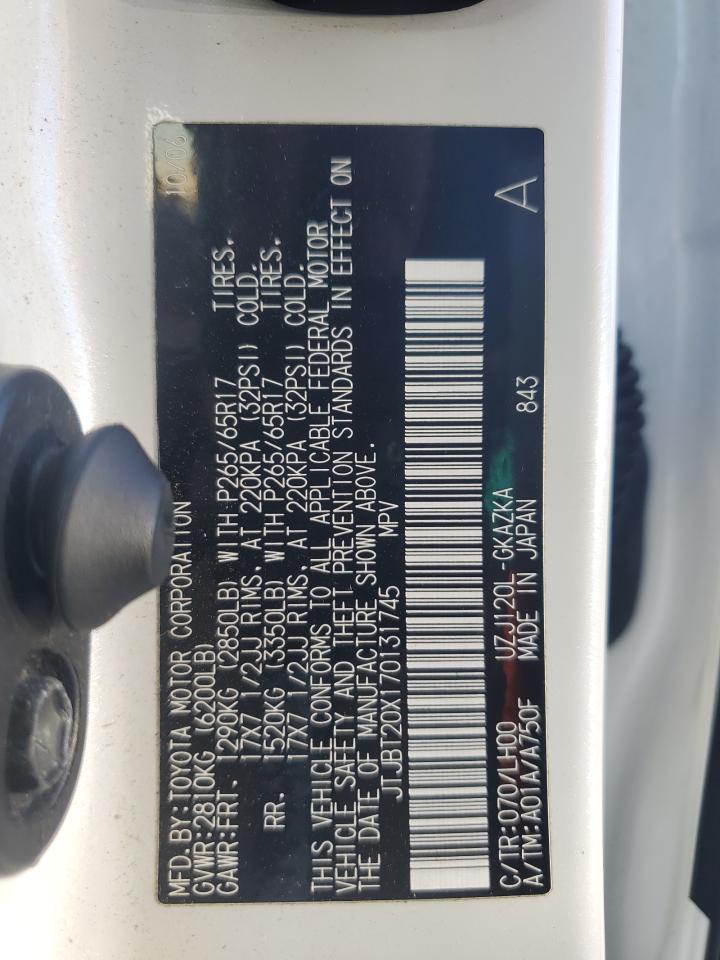 MFD.BY:TOYOTA MOTOR CORPORATION 10/06
GVWR:2810KG (6200LB)
GAWR:FRT. 1290KG (2850LB) WITH P265/65R17 TIRES,
17X7 1/2JJ RIMS, AT 220KPA (32PSI) COLD.
RR. 1520KG (3350LB) WITH P265/65R17 TIRES,
17X7 1/2JJ RIMS, AT 220KPA (32PSI) COLD.
THIS VEHICLE CONFORMS TO ALL APPLICABLE FEDERAL MOTOR
VEHICLE SAFETY AND THEFT PREVENTION STANDARDS IN EFFECT ON
THE DATE OF MANUFACTURE SHOWN ABOVE.
JTJBT20X170131745 MPV
C/TR:070/LH00 UZJ120L-GKAZKA A
A/TM:A01A/A750F MADE IN JAPAN 843